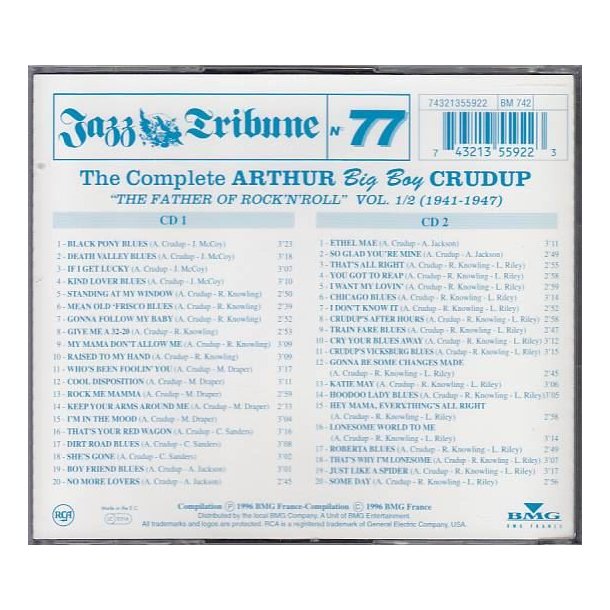 Jazz Tribune N° 77
74321355922 BM 742
7 43213 55922 3
The Complete ARTHUR Big Boy CRUDUP
"THE FATHER OF ROCK'N'ROLL" VOL. 1/2 (1941-1947)
CD 1
1 - BLACK PONY BLUES (A. Crudup - J. McCoy) 3'23
2 - DEATH VALLEY BLUES (A. Crudup - J. McCoy) 3'18
3 - IF I GET LUCKY (A. Crudup - J. McCoy) 3'07
4 - KIND LOVER BLUES (A. Crudup - J. McCoy) 3'10
5 - STANDING AT MY WINDOW (A. Crudup - R. Knowling) 2'50
6 - MEAN OLD 'FRISCO BLUES (A. Crudup - R. Knowling) 2'39
7 - GONNA FOLLOW MY BABY (A. Crudup - R. Knowling) 2'52
8 - GIVE ME A 32-20 (A. Crudup - R. Knowling) 2'53
9 - MY MAMA DON'T ALLOW ME (A. Crudup - R. Knowling) 3'09
10 - RAISED TO MY HAND (A. Crudup - R. Knowling) 3'09
11 - WHO'S BEEN FOOLIN' YOU (A. Crudup - M. Draper) 3'17
12 - COOL DISPOSITION (A. Crudup - M. Draper) 3'11
13 - ROCK ME MAMMA (A. Crudup - M. Draper) 2'59
14 - KEEP YOUR ARMS AROUND ME (A. Crudup - M. Draper) 2'53
15 - I'M IN THE MOOD (A. Crudup - M. Draper) 3'04
16 - THAT'S YOUR RED WAGON (A. Crudup - C. Sanders) 3'02
17 - DIRT ROAD BLUES (A. Crudup - C. Sanders) 3'08
18 - SHE'S GONE (A. Crudup - C. Sanders) 3'02
19 - BOY FRIEND BLUES (A. Crudup - A. Jackson) 3'01
20 - NO MORE LOVERS (A. Crudup - A. Jackson) 2'45
CD 2
1 - ETHEL MAE (A. Crudup - A. Jackson) 3'11
2 - SO GLAD YOU'RE MINE (A. Crudup - A. Jackson) 2'49
3 - THAT'S ALL RIGHT (A. Crudup - R. Knowling - L. Riley) 2'55
4 - YOU GOT TO REAP (A. Crudup - R. Knowling - L. Riley)
5 - I WANT MY LOVIN' (A. Crudup - R. Knowling - L. Riley) 2'59
6 - CHICAGO BLUES (A. Crudup - R. Knowling - L. Riley) 3'13
7 - I DON'T KNOW IT (A. Crudup - R. Knowling - L. Riley)
8 - CRUDUP'S AFTER HOURS (A. Crudup - R. Knowling - L. Riley) 2'58
9 - TRAIN FARE BLUES (A. Crudup - R. Knowling - L. Riley)
10 - CRY YOUR BLUES AWAY (A. Crudup - R. Knowling - L. Riley) 3'12
11 - CRUDUP'S VICKSBURG BLUES (A. Crudup - R. Knowling - L. Riley)
12 - GONNA BE SOME CHANGES MADE
(A. Crudup - R. Knowling - L. Riley) 2'52
13 - KATIE MAY (A. Crudup - R. Knowling - L. Riley) 3'06
14 - HOODOO LADY BLUES (A. Crudup - R. Knowling - L. Riley) 3'05
15 - HEY MAMA, EVERYTHING'S ALL RIGHT
(A. Crudup - R. Knowling - L. Riley) 2'58
16 - LONESOME WORLD TO ME
(A. Crudup - R. Knowling - L. Riley) 3'14
17 - ROBERTA BLUES (A. Crudup - R. Knowling - L. Riley)
18 - THAT'S WHY I'M LONESOME (A. Crudup - R. Knowling - L. Riley) 3'09
19 - JUST LIKE A SPIDER (A. Crudup - R. Knowling - L. Riley) 3'17
20 - SOME DAY (A. Crudup - R. Knowling - L. Riley) 2'56
RCA
Made in the E.C.
Compilation Ⓟ 1996 BMG France-Compilation © 1996 BMG France
Distributed by the local BMG Company. A Unit of BMG Entertainment.
All trademarks and logos are protected. RCA is a registered trademark of General Electric Company, USA.
BMG
BMG FRANCE